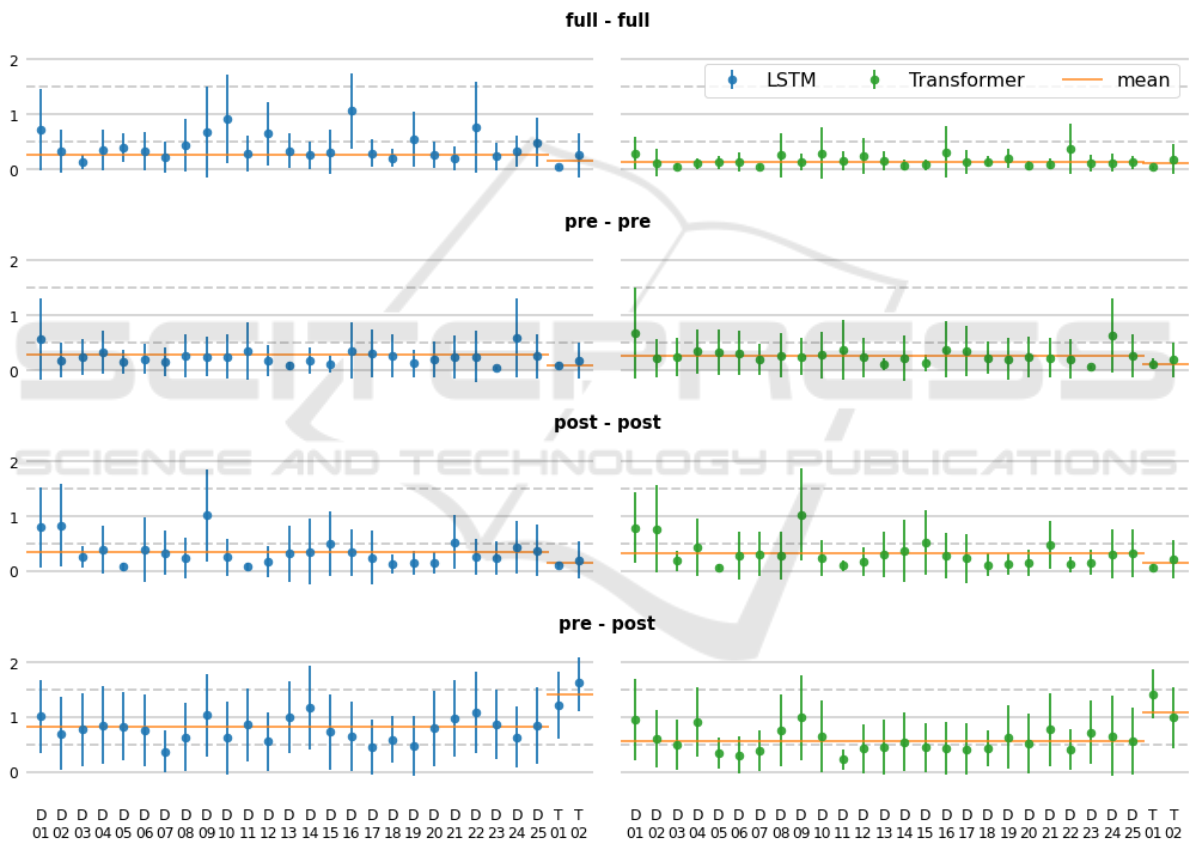 full - full
2
1
0
LSTM
Transformer
mean
pre - pre
2
1
0
SCITEPRESS
post - post
2
1
0
SCIENCE AND TECHNOLOGY PUBLICATIONS
pre - post
2
1
0
D D D D D D D D D D D D D D D D D D D D D D D D D T T
01 02 03 04 05 06 07 08 09 10 11 12 13 14 15 16 17 18 19 20 21 22 23 24 25 01 02
D D D D D D D D D D D D D D D D D D D D D D D D D T T
01 02 03 04 05 06 07 08 09 10 11 12 13 14 15 16 17 18 19 20 21 22 23 24 25 01 02